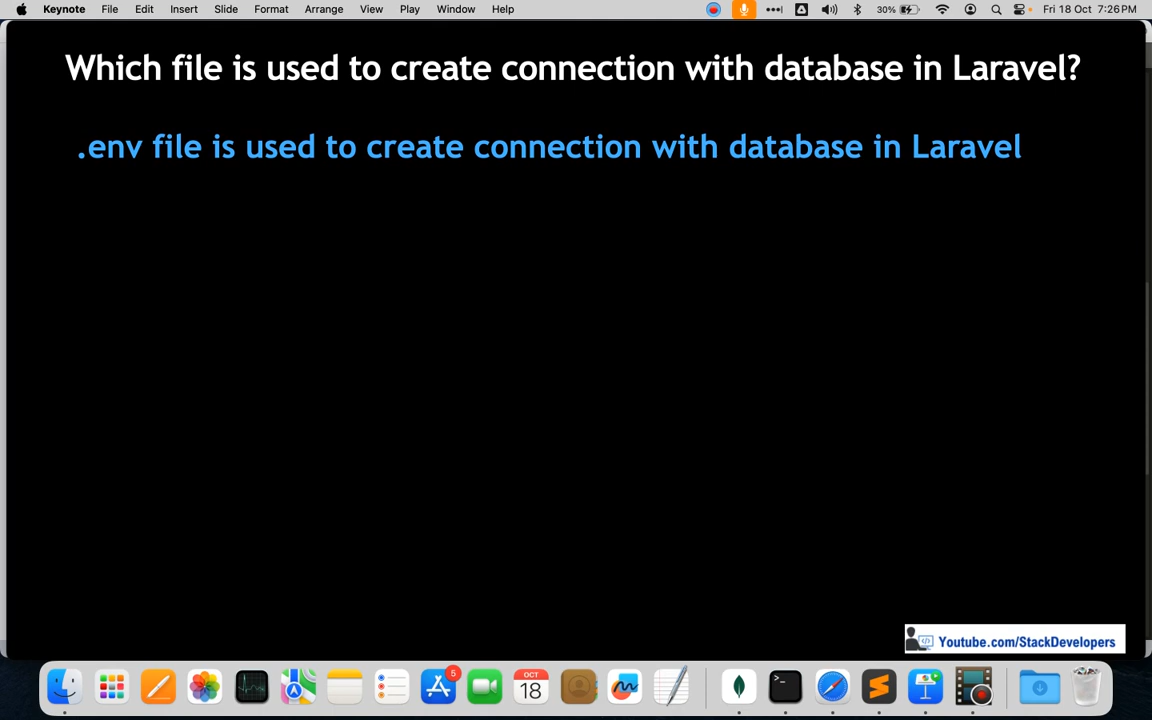 Keynote File Edit Insert Slide Format Arrange View Play Window Help 30% Fri 18 Oct 7:26 PM
Which file is used to create connection with database in Laravel?
.env file is used to create connection with database in Laravel
Youtube.com/StackDevelopers
5
OCT
18